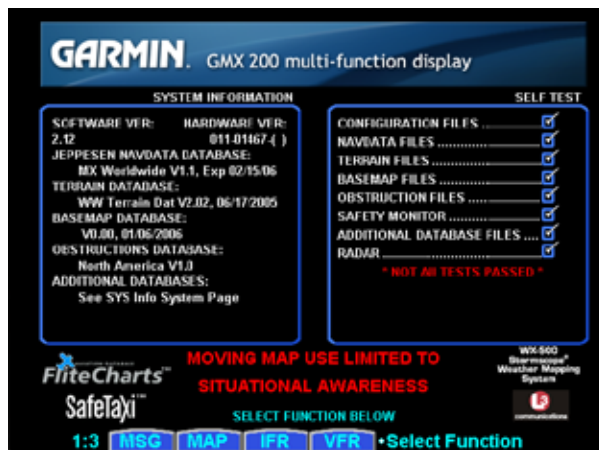 GARMIN. GMX 200 multi-function display
SYSTEM INFORMATION
SOFTWARE VER: HARDWARE VER:
2.12 011-01467-( )
JEPPESEN NAVDATA DATABASE:
MX Worldwide V1.1, Exp 02/15/06
TERRAIN DATABASE:
WW Terrain Dat V2.02, 06/17/2005
BASEMAP DATABASE:
V0.00, 01/06/2006
OBSTRUCTIONS DATABASE:
North America V1.0
ADDITIONAL DATABASES:
See SYS Info System Page
SELF TEST
CONFIGURATION FILES ...
NAVDATA FILES ...............
TERRAIN FILES ................
BASEMAP FILES ...............
OBSTRUCTION FILES ........
SAFETY MONITOR ............
ADDITIONAL DATABASE FILES ....
RADAR ............................
* NOT All TESTS PASSED *
FliteCharts™
SafeTaxi™
MOVING MAP USE LIMITED TO
SITUATIONAL AWARENESS
SELECT FUNCTION BELOW
WX-500
Stormscope®
Weather Mapping
System
L3
communications
1:3 MSG MAP IFR VFR •Select Function